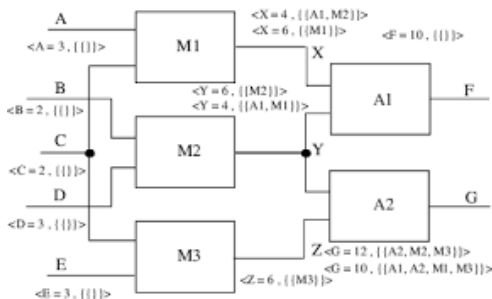 A
<A = 3, {{}}>
M1
<X = 4, {{A1, M2}}>
<X = 6, {{M1}}>
X
<F = 10, {{}}>
F
A1
B
<B = 2, {{}}>
<Y = 6, {{M2}}>
<Y = 4, {{A1, M1}}>
C
<C = 2, {{}}>
M2
Y
D
<D = 3, {{}}>
A2
G
M3
Z
<G = 12, {{A2, M2, M3}}>
<G = 10, {{A1, A2, M1, M3}}>
E
<E = 3, {{}}>
<Z = 6, {{M3}}>